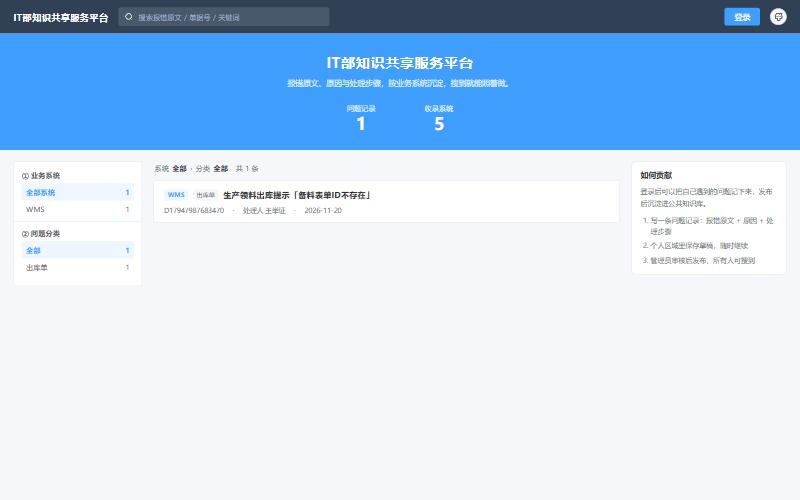 IT部知识共享服务平台
搜索报错原文 / 单据号 / 关键词
登录
IT部知识共享服务平台
报错原文、原因与处理步骤，按业务系统沉淀，搜到就能照着做。
问题记录
1
收录系统
5
① 业务系统
全部系统 1
WMS 1
② 问题分类
全部 1
出库单 1
系统 全部 · 分类 全部 共 1 条
WMS 出库单 生产领料出库提示「备料表单ID不存在」
D17947987683470 · 处理人 王举证 · 2026-11-20
如何贡献
登录后可以把自己遇到的问题记下来，发布
后沉淀进公共知识库。
1. 写一条问题记录：报错原文 + 原因 + 处
理步骤
2. 个人区域里保存草稿，随时继续
3. 管理员审核后发布，所有人可搜到